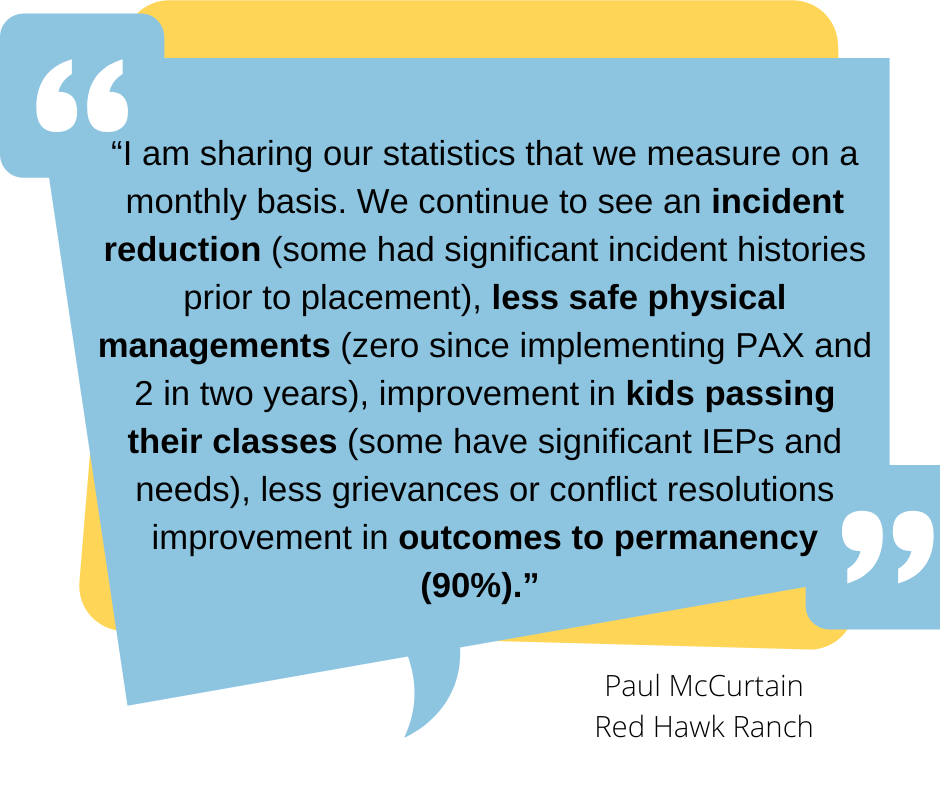 “I am sharing our statistics that we measure on a
monthly basis. We continue to see an incident
reduction (some had significant incident histories
prior to placement), less safe physical
managements (zero since implementing PAX and
2 in two years), improvement in kids passing
their classes (some have significant IEPs and
needs), less grievances or conflict resolutions
improvement in outcomes to permanency
(90%).”
Paul McCurtain
Red Hawk Ranch